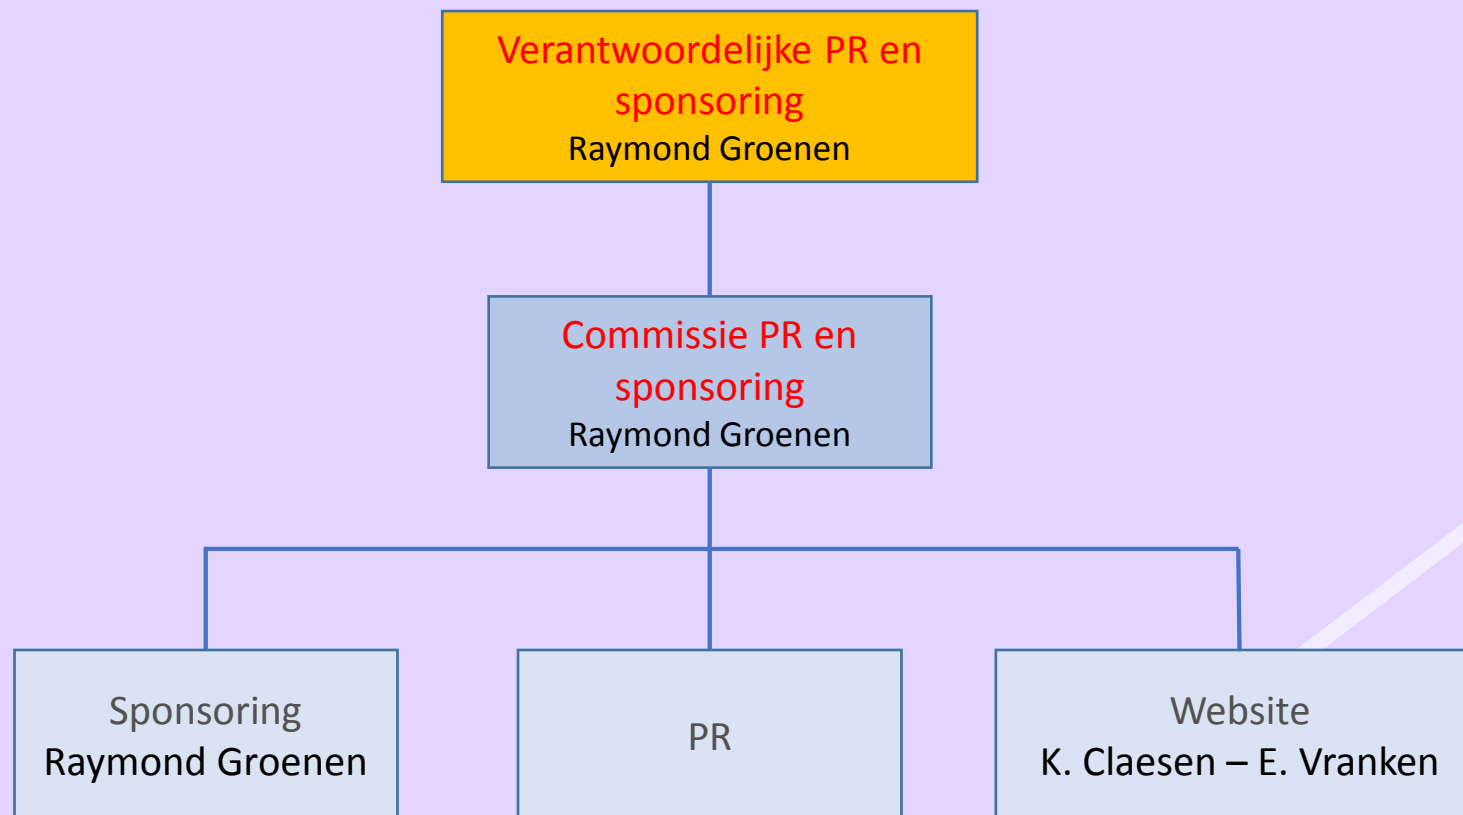 Verantwoordelijke PR en
sponsoring
Raymond Groenen
Commissie PR en
sponsoring
Raymond Groenen
Sponsoring
Raymond Groenen
PR
Website
K. Claesen – E. Vranken